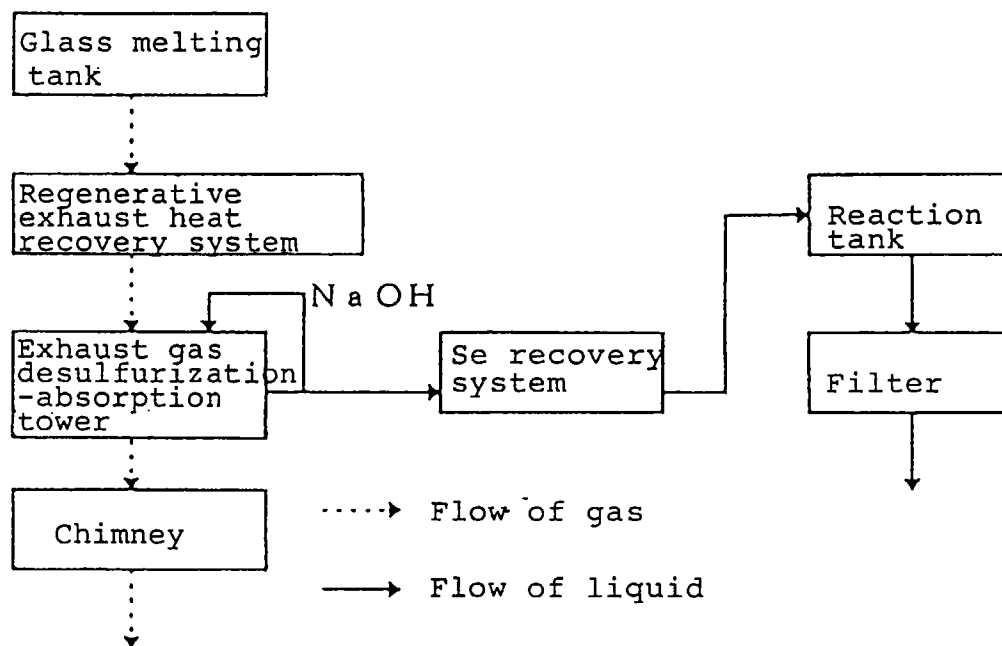 Glass melting
tank
Regenerative
exhaust heat
recovery system
NaOH
Exhaust gas
desulfurization
-absorption
tower
Se recovery
system
Reaction
tank
Filter
Chimney
Flow of gas
Flow of liquid